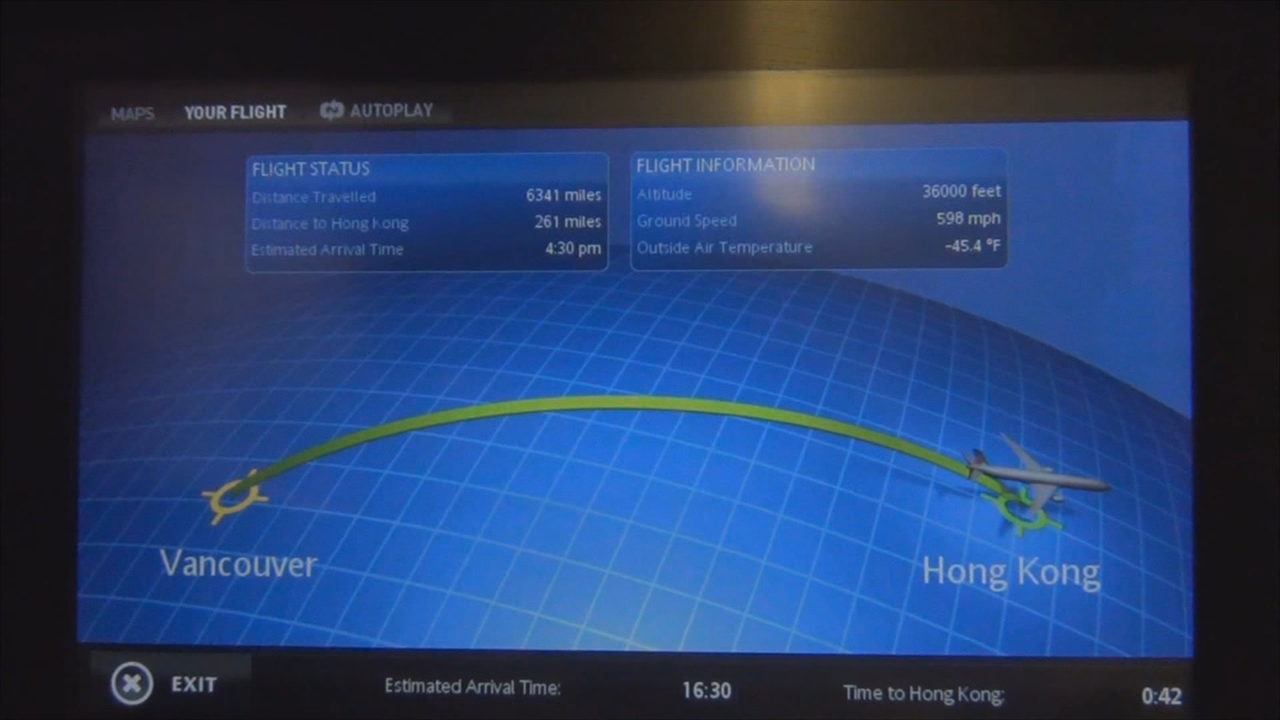 MAPS YOUR FLIGHT AUTOPLAY
FLIGHT STATUS
Distance Travelled 6341 miles
Distance to Hong Kong 261 miles
Estimated Arrival Time 4:30 pm
FLIGHT INFORMATION
Altitude 36000 feet
Ground Speed 598 mph
Outside Air Temperature -45.4 °F
Vancouver
Hong Kong
EXIT Estimated Arrival Time: 16:30 Time to Hong Kong: 0:42